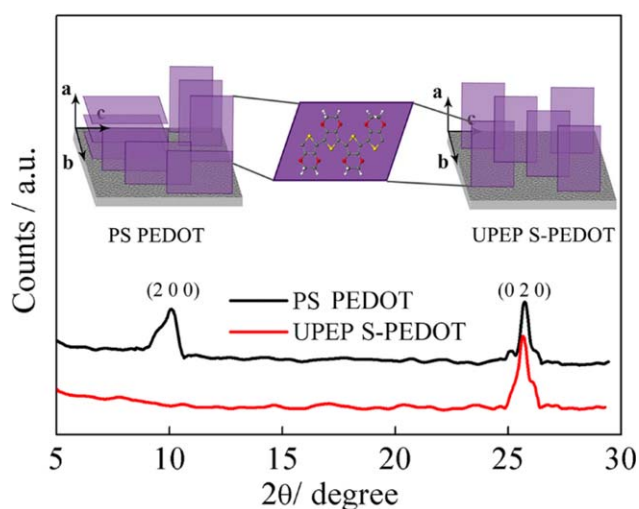 a
c
b
PS PEDOT
a
c
b
UPEP S-PEDOT
Counts / a.u.
(2 0 0)
(0 2 0)
PS PEDOT
UPEP S-PEDOT
5
10
15
20
25
30
2θ/ degree